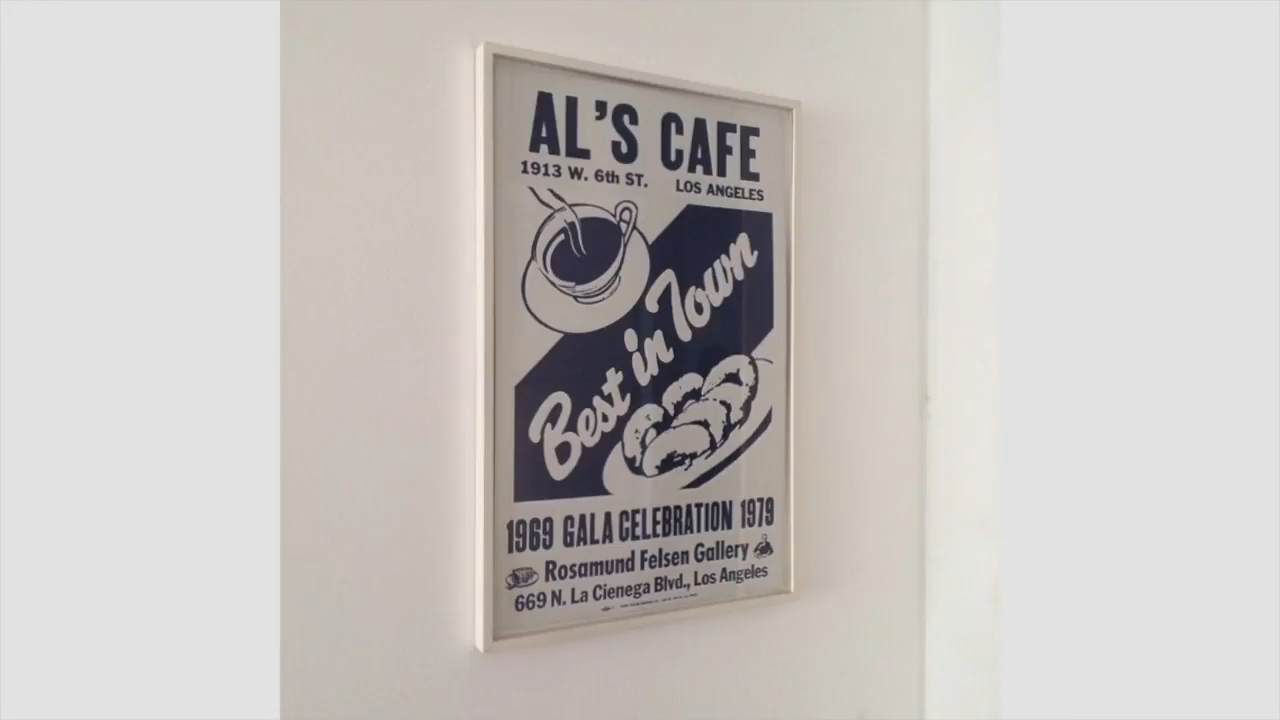 AL'S CAFE
1913 W. 6th ST. LOS ANGELES
Best in Town
1969 GALA CELEBRATION 1979
Rosamund Felsen Gallery
669 N. La Cienega Blvd., Los Angeles